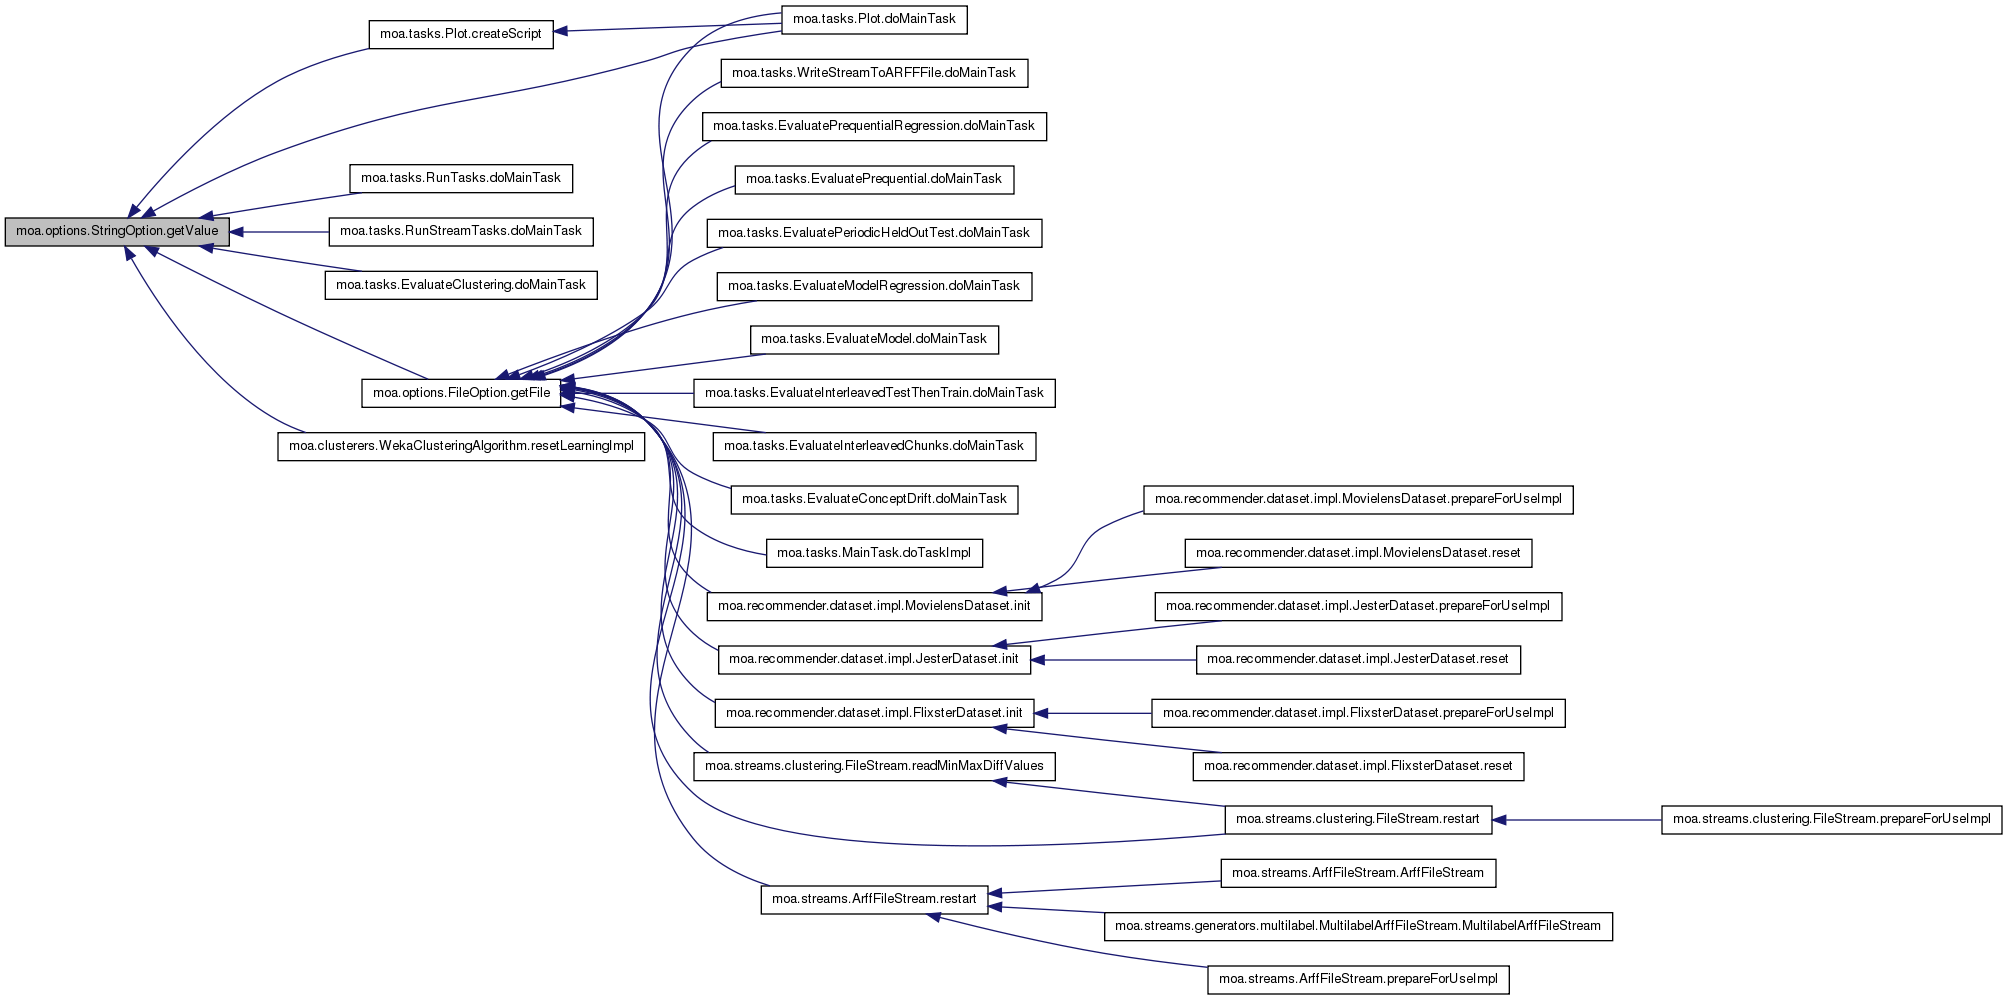 moa.options.StringOption.getValue
moa.tasks.Plot.createScript
moa.tasks.RunTasks.doMainTask
moa.tasks.RunStreamTasks.doMainTask
moa.tasks.EvaluateClustering.doMainTask
moa.options.FileOption.getFile
moa.clusterers.WekaClusteringAlgorithm.resetLearningImpl
moa.tasks.Plot.doMainTask
moa.tasks.WriteStreamToARFFFile.doMainTask
moa.tasks.EvaluatePrequentialRegression.doMainTask
moa.tasks.EvaluatePrequential.doMainTask
moa.tasks.EvaluatePeriodicHeldOutTest.doMainTask
moa.tasks.EvaluateModelRegression.doMainTask
moa.tasks.EvaluateModel.doMainTask
moa.tasks.EvaluateInterleavedTestThenTrain.doMainTask
moa.tasks.EvaluateInterleavedChunks.doMainTask
moa.tasks.EvaluateConceptDrift.doMainTask
moa.tasks.MainTask.doTaskImpl
moa.recommender.dataset.impl.MovielensDataset.init
moa.recommender.dataset.impl.JesterDataset.init
moa.recommender.dataset.impl.FlixsterDataset.init
moa.streams.clustering.FileStream.readMinMaxDiffValues
moa.streams.ArffFileStream.restart
moa.recommender.dataset.impl.MovielensDataset.prepareForUseImpl
moa.recommender.dataset.impl.MovielensDataset.reset
moa.recommender.dataset.impl.JesterDataset.prepareForUseImpl
moa.recommender.dataset.impl.JesterDataset.reset
moa.recommender.dataset.impl.FlixsterDataset.prepareForUseImpl
moa.recommender.dataset.impl.FlixsterDataset.reset
moa.streams.clustering.FileStream.restart
moa.streams.ArffFileStream.ArffFileStream
moa.streams.generators.multilabel.MultilabelArffFileStream.MultilabelArffFileStream
moa.streams.ArffFileStream.prepareForUseImpl
moa.streams.clustering.FileStream.prepareForUseImpl